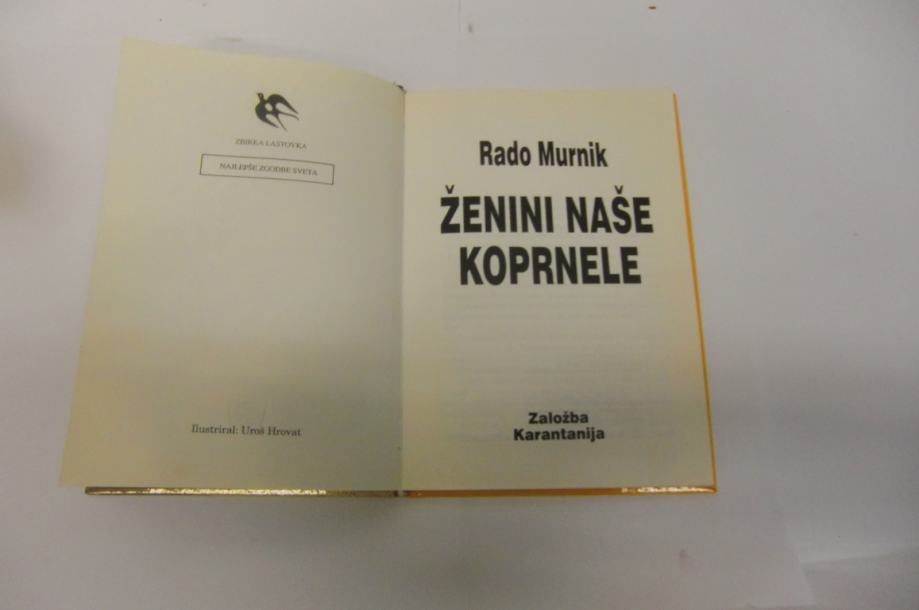 ZBIRKA LASTOVKA
NAJLEPŠE ZGODBE SVETA
Ilustriral: Uroš Hrovat
Rado Murnik
ŽENINI NAŠE
KOPRNELE
Založba
Karantanija